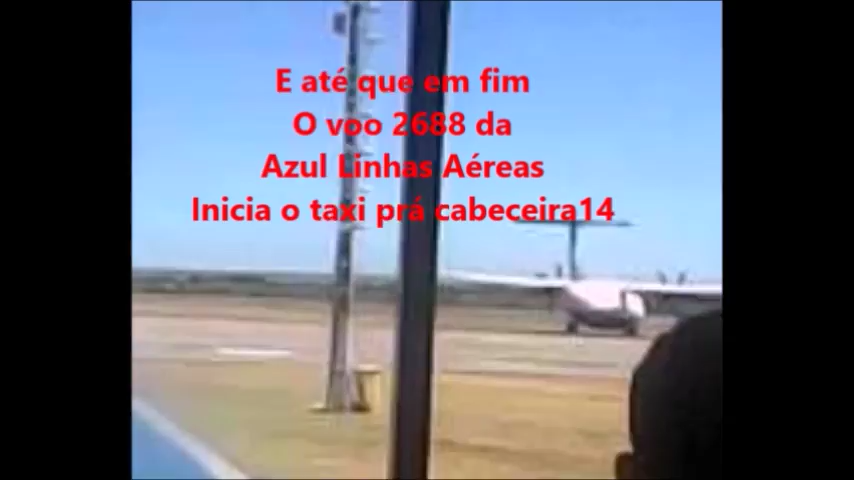 E até que em fim
O voo 2688 da
Azul Linhas Aéreas
Inicia o taxi prá cabeceira14